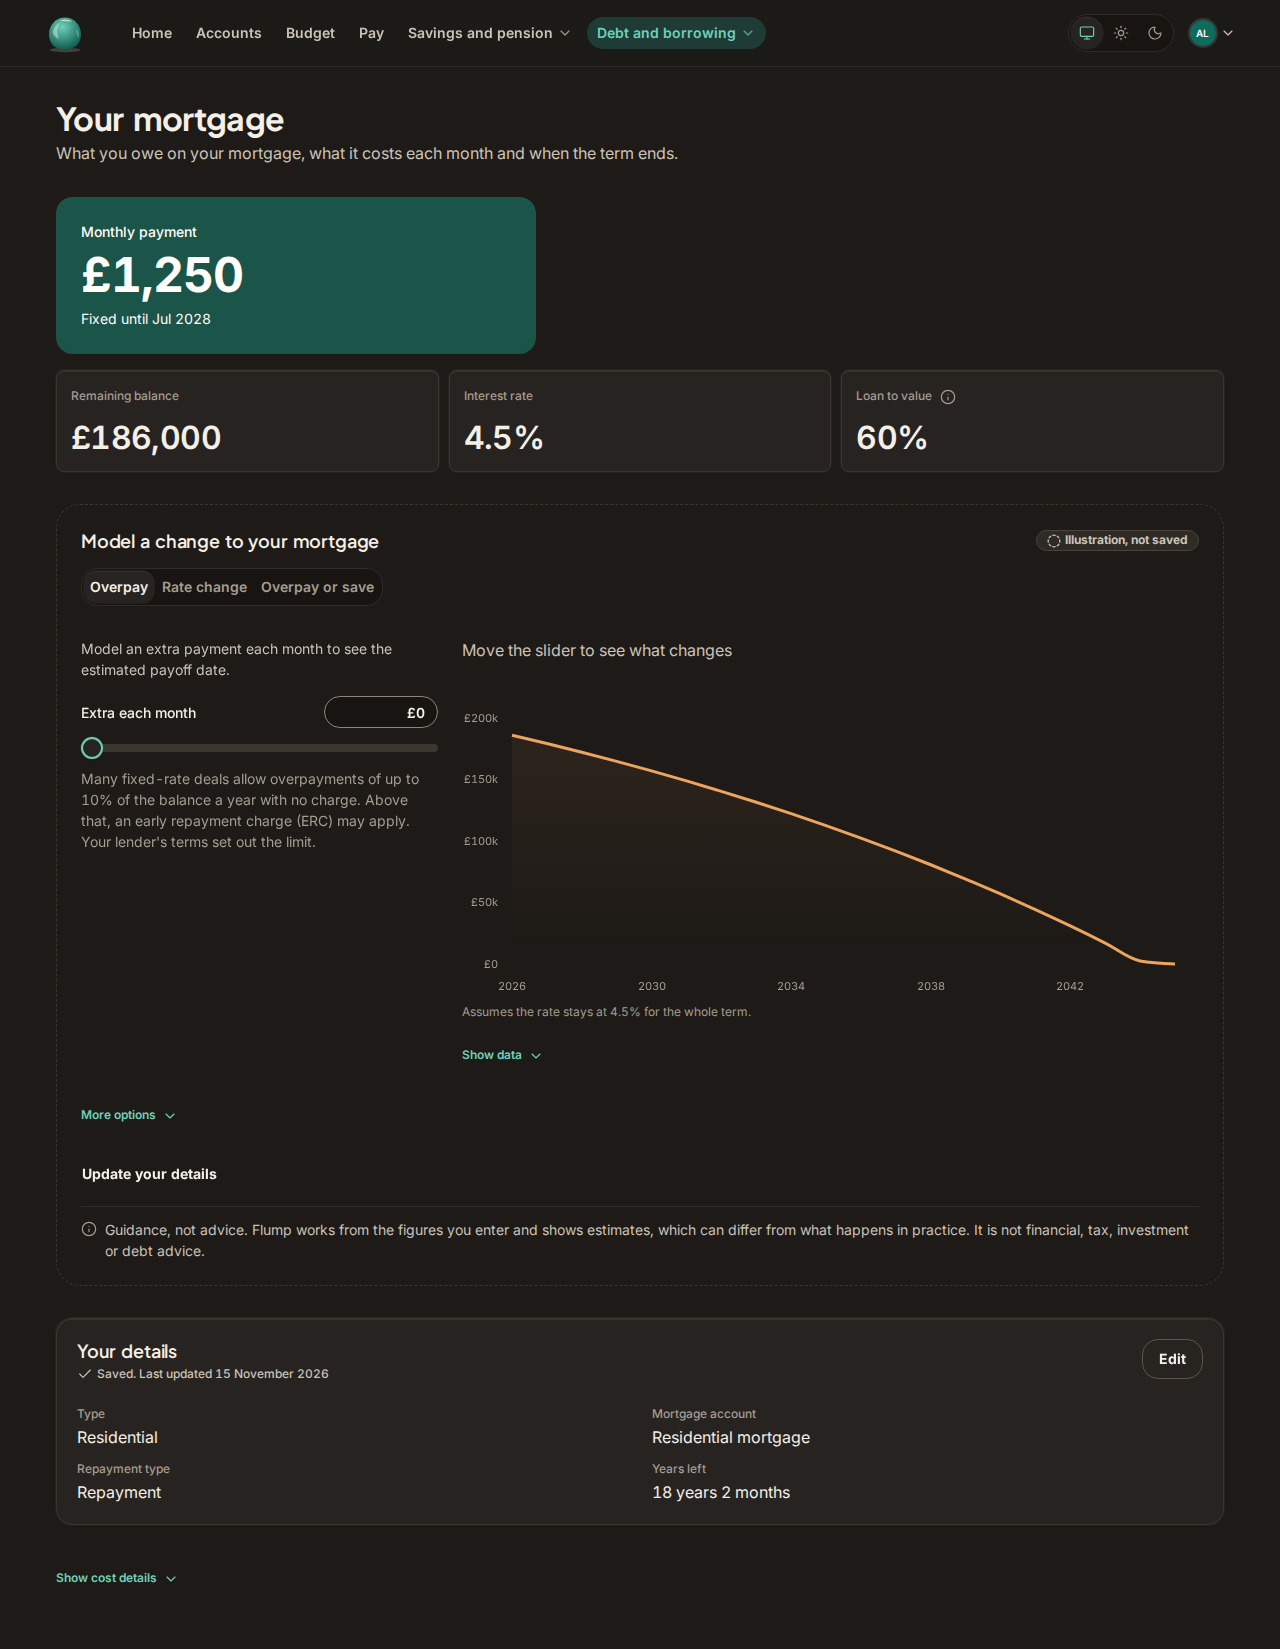 Home Accounts Budget Pay Savings and pension Debt and borrowing AL
Your mortgage
What you owe on your mortgage, what it costs each month and when the term ends.
Monthly payment
£1,250
Fixed until Jul 2028
Remaining balance
£186,000
Interest rate
4.5%
Loan to value
60%
Model a change to your mortgage
Illustration, not saved
Overpay Rate change Overpay or save
Model an extra payment each month to see the
estimated payoff date.
Extra each month £0
Many fixed-rate deals allow overpayments of up to
10% of the balance a year with no charge. Above
that, an early repayment charge (ERC) may apply.
Your lender's terms set out the limit.
Move the slider to see what changes
£200k
£150k
£100k
£50k
£0
2026 2030 2034 2038 2042
Assumes the rate stays at 4.5% for the whole term.
Show data
More options
Update your details
Guidance, not advice. Flump works from the figures you enter and shows estimates, which can differ from what happens in practice. It is not financial, tax, investment
or debt advice.
Your details
Saved. Last updated 15 November 2026
Edit
Type
Residential
Mortgage account
Residential mortgage
Repayment type
Repayment
Years left
18 years 2 months
Show cost details